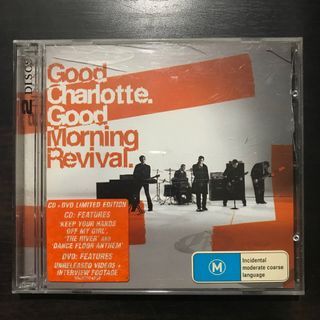 Good
Charlotte.
Good
Morning
Revival.
2 DISCS
CD + DVD LIMITED EDITION
CD: FEATURES
'KEEP YOUR HANDS
OFF MY GIRL',
'THE RIVER' AND
'DANCE FLOOR ANTHEM'
DVD: FEATURES
UNRELEASED VIDEOS +
INTERVIEW FOOTAGE
M
Incidental
moderate coarse
language